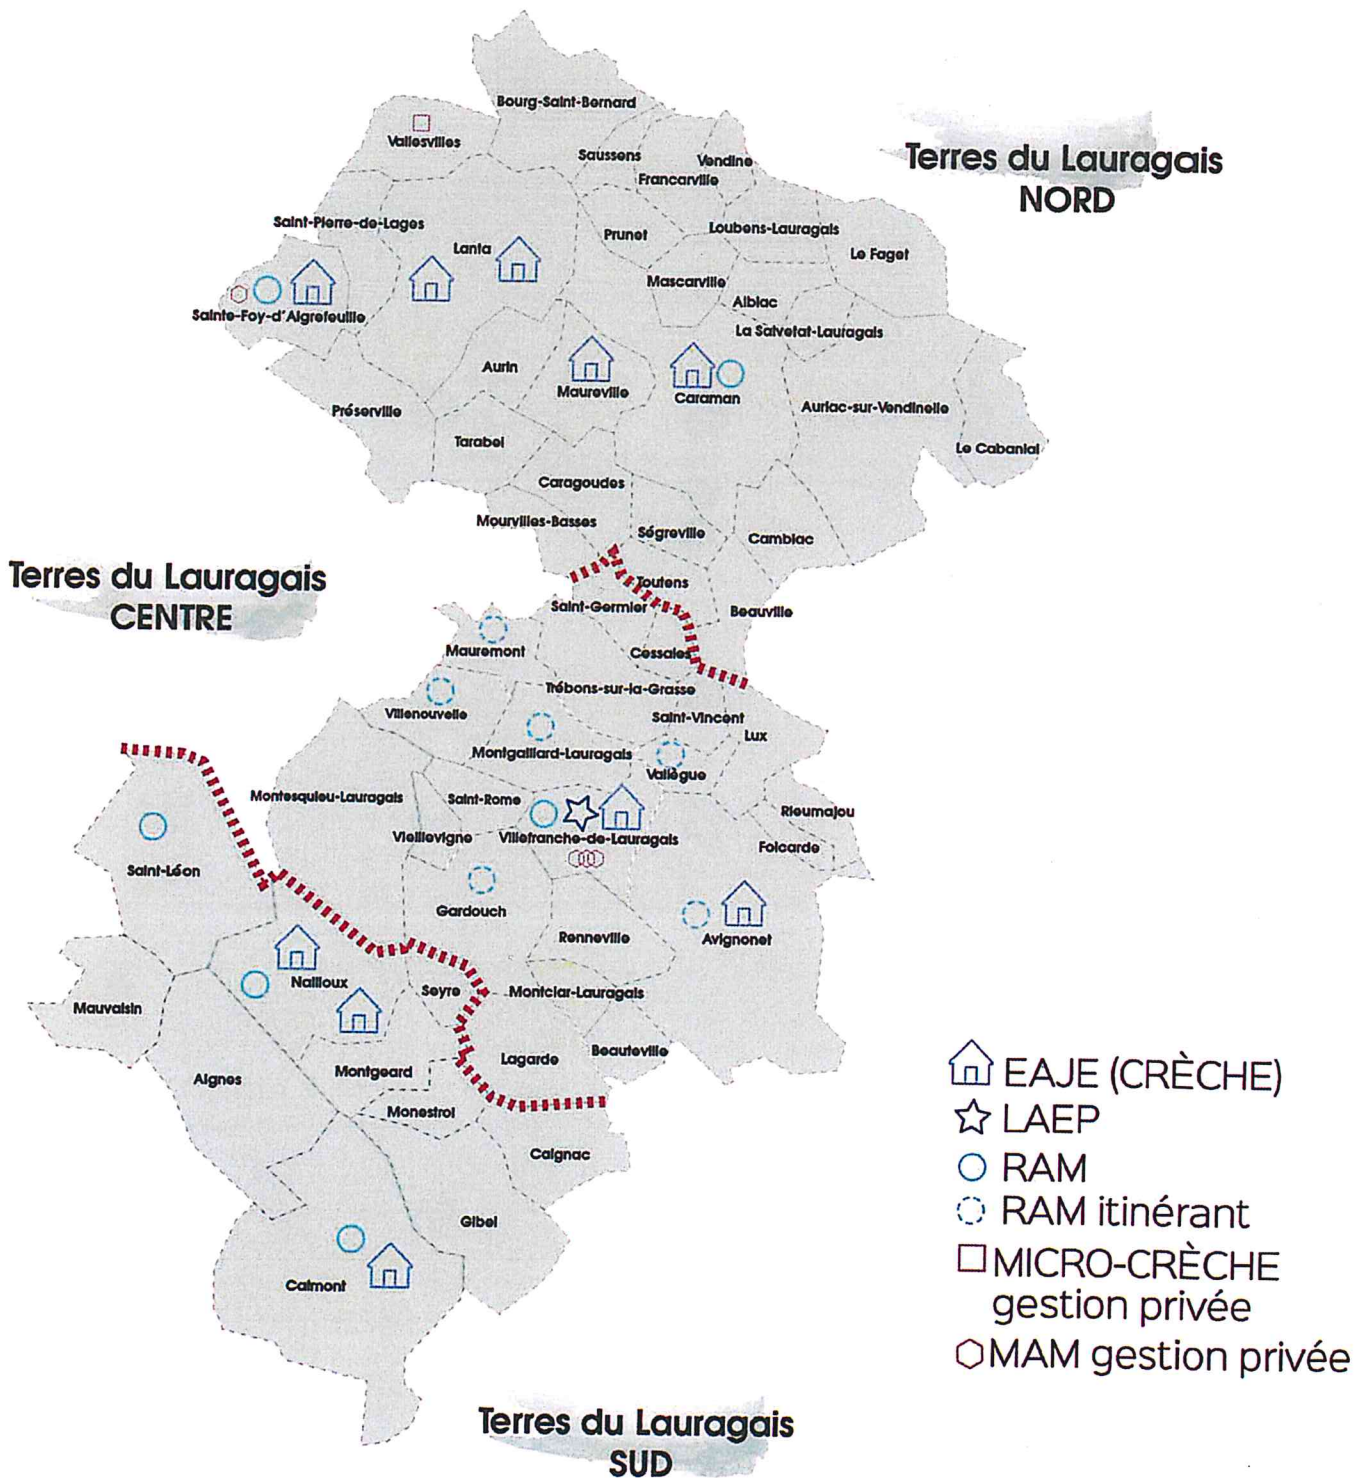 Bourg-Saint-Bernard
Vallesvilles
Saussens
Vendine
Francarville
Terres du Lauragais
NORD
Saint-Pierre-de-Lages
Lanta
Prunet
Loubens-Lauragais
Le Faget
Mascarville
Albiac
Sainte-Foy-d'Aigrefeuille
La Salvetat-Lauragais
Aurin
Maureville
Caraman
Préserville
Auriac-sur-Vendinelle
Tarabel
Le Cabanial
Caragoudes
Mourvilles-Basses
Ségreville
Cambiac
Terres du Lauragais
CENTRE
Toutens
Saint-Germier
Beauville
Mauremont
Cessales
Trébons-sur-la-Grasse
Villenouvelle
Saint-Vincent
Lux
Montgaillard-Lauragais
Vallègue
Montesquieu-Lauragais
Saint-Rome
Rieumajou
Vieillevigne
Villefranche-de-Lauragais
Folcarde
Saint-Léon
Gardouch
Renneville
Avignonet
Nailloux
Seyre
Montclar-Lauragais
Mauvaisin
Lagarde
Beauteville
Aignes
Montgeard
Monestrol
Caignac
Gibel
Calmont
EAJE (CRÈCHE)
LAEP
RAM
RAM itinérant
MICRO-CRÈCHE
gestion privée
MAM gestion privée
Terres du Lauragais
SUD